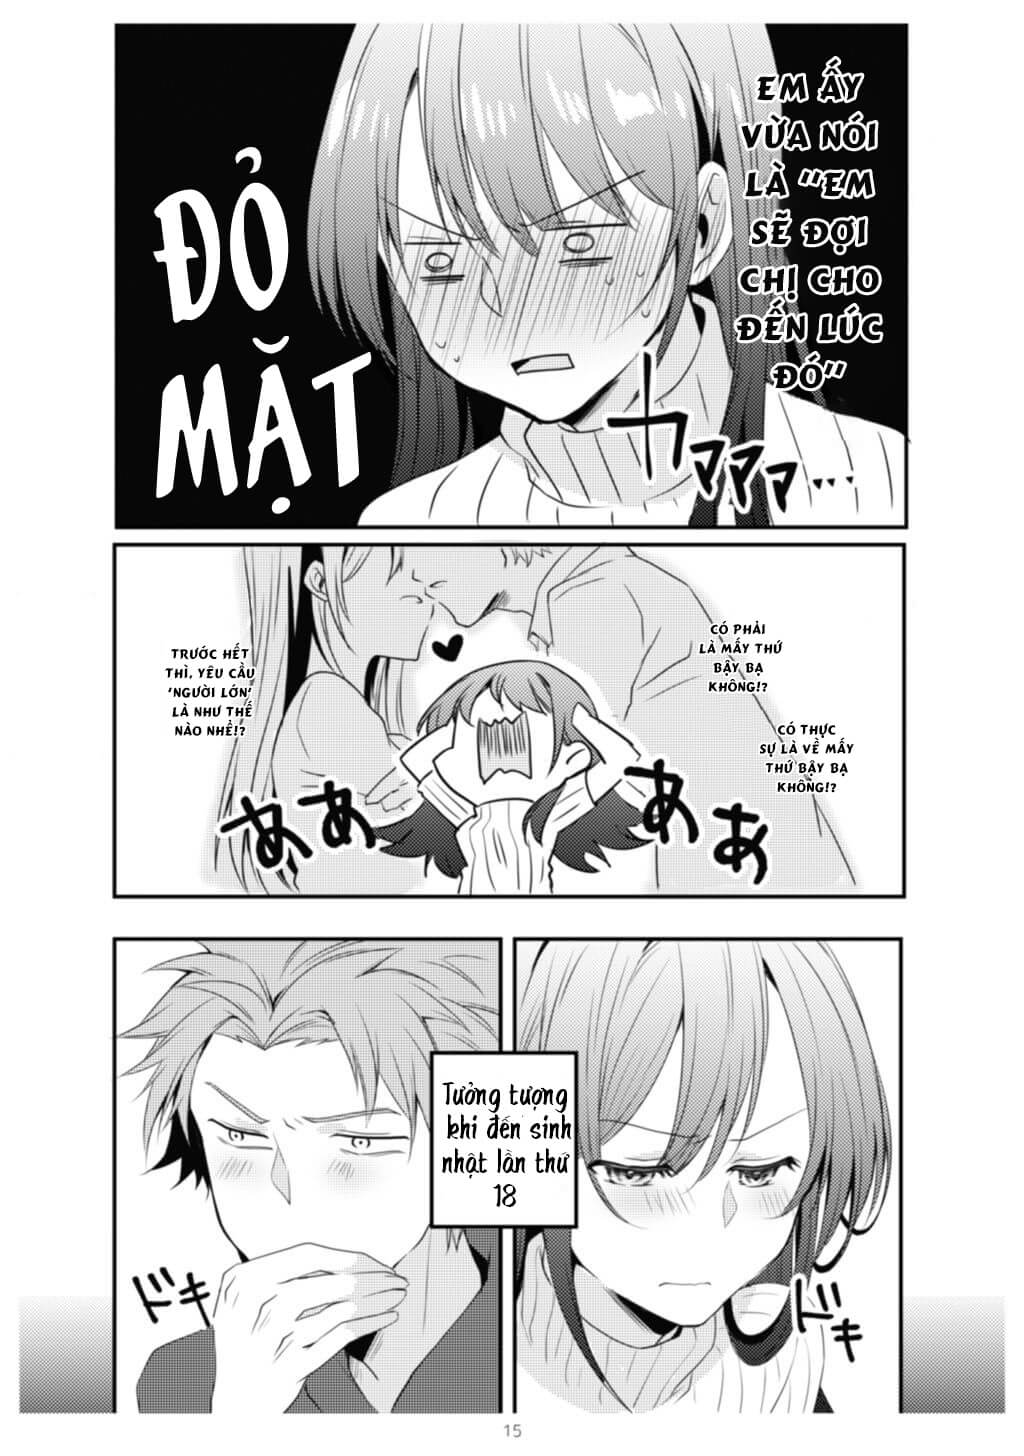 EM ẤY
VỪA NÓI
LÀ "EM
SẼ ĐỢI
CHỊ CHO
ĐẾN LÚC
ĐÓ"
ĐỎ
MẶT
カァァァァ...
CÓ PHẢI
LÀ MẤY THỨ
BẬY BẠ
KHÔNG!?
CÓ THỰC
SỰ LÀ VỀ MẤY
THỨ BẬY BẠ
KHÔNG!?
TRƯỚC HẾT
THÌ, YÊU CẦU
'NGƯỜI LỚN'
LÀ NHƯ THẾ
NÀO NHỂ!?
ああ
ああ
Tưởng tượng
khi đến sinh
nhật lần thứ
18
ドキ
ドキ
15